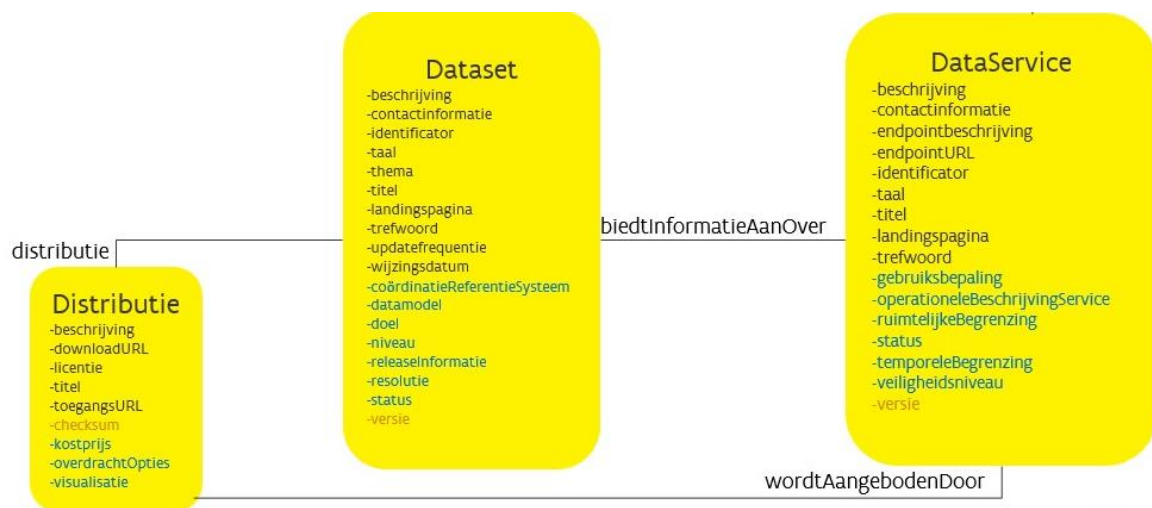 Dataset
-beschrijving
-contactinformatie
-identificator
-taal
-thema
-titel
-landingspagina
-trefwoord
-updatefrequentie
-wijzingsdatum
-coördinatieReferentieSysteem
-datamodel
-doel
-niveau
-releaseInformatie
-resolutie
-status
-versie
DataService
-beschrijving
-contactinformatie
-endpointbeschrijving
-endpointURL
-identificator
-taal
-titel
-landingspagina
-trefwoord
-gebruiksbepaling
-operationeleBeschrijvingService
-ruimtelijkeBegrenzing
-status
-temporeleBegrenzing
-veiligheidsniveau
-versie
biedtInformatieAanOver
distributie
Distributie
-beschrijving
-downloadURL
-licentie
-titel
-toegangsURL
-checksum
-kostprijs
-overdrachtOpties
-visualisatie
wordtAangebodenDoor